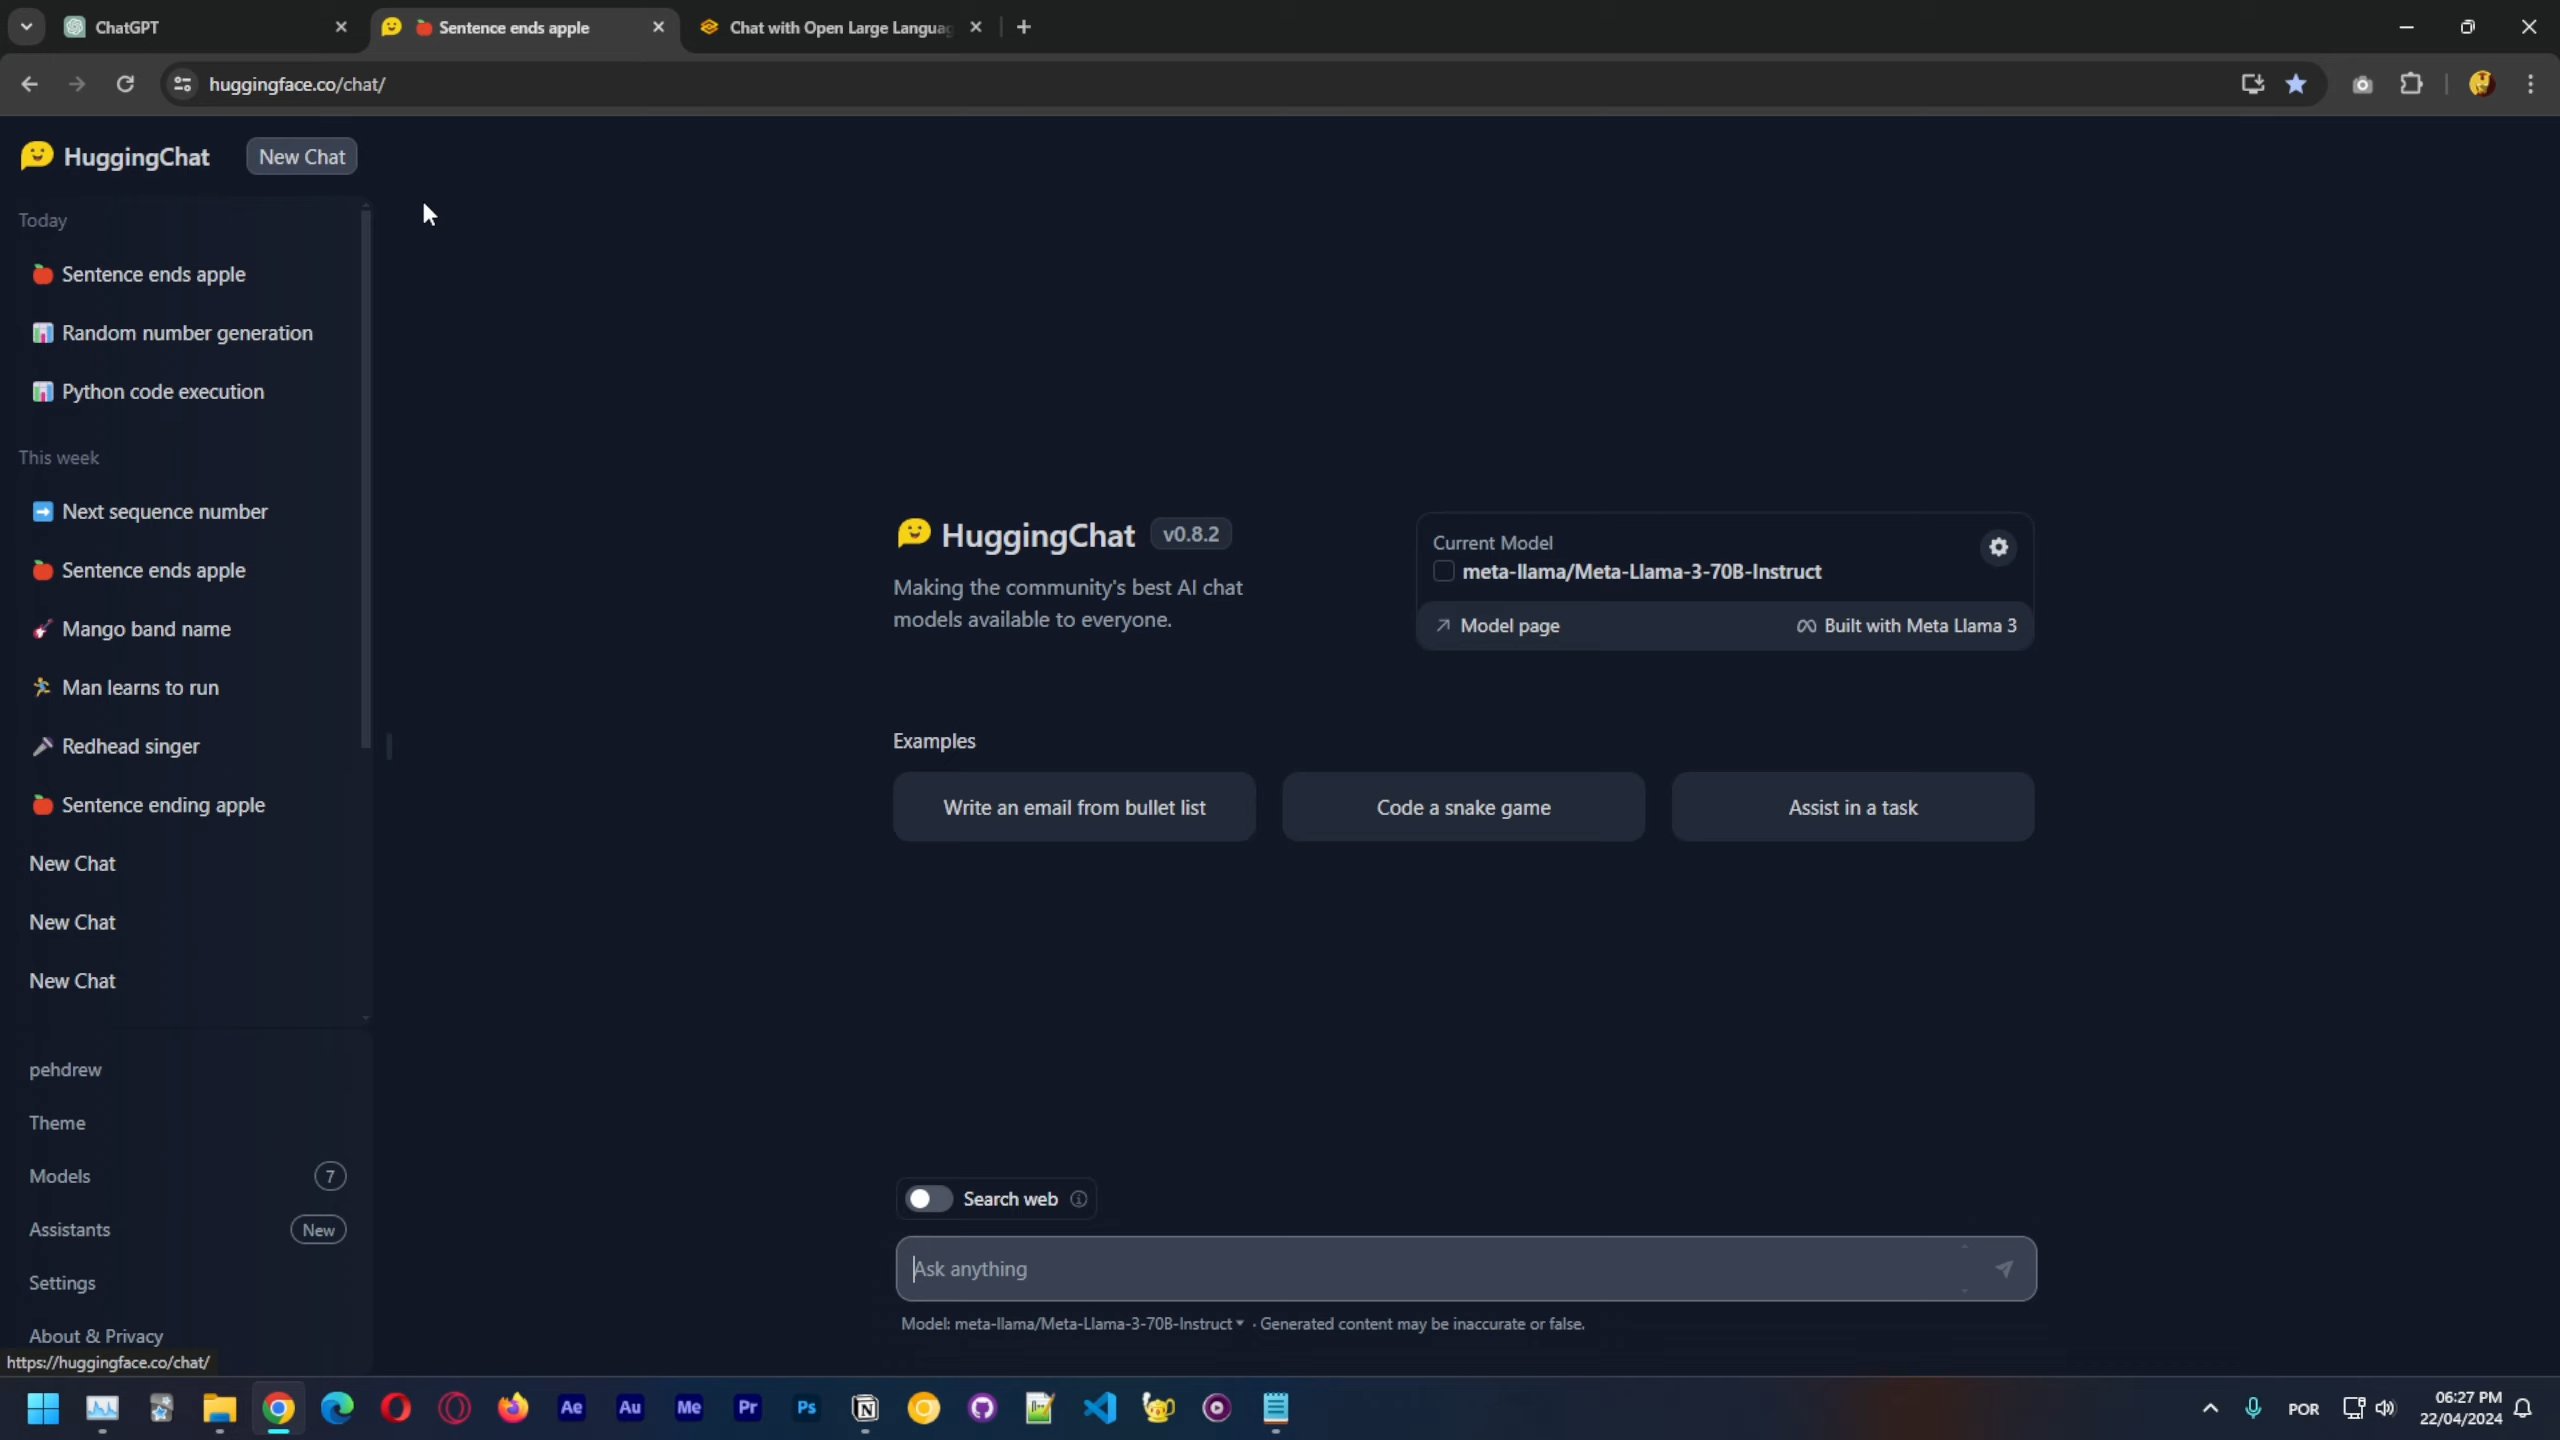 ChatGPT
Sentence ends apple
Chat with Open Large Languag
huggingface.co/chat/
HuggingChat
New Chat
Today
Sentence ends apple
Random number generation
Python code execution
This week
Next sequence number
Sentence ends apple
Mango band name
Man learns to run
Redhead singer
Sentence ending apple
New Chat
New Chat
New Chat
pehdrew
Theme
Models 7
Assistants New
Settings
About & Privacy
https://huggingface.co/chat/
HuggingChat v0.8.2
Making the community's best AI chat
models available to everyone.
Current Model
meta-llama/Meta-Llama-3-70B-Instruct
Model page
Built with Meta Llama 3
Examples
Write an email from bullet list
Code a snake game
Assist in a task
Search web
Ask anything
Model: meta-llama/Meta-Llama-3-70B-Instruct · Generated content may be inaccurate or false.
Ae
Au
Me
Pr
Ps
POR
06:27 PM
22/04/2024